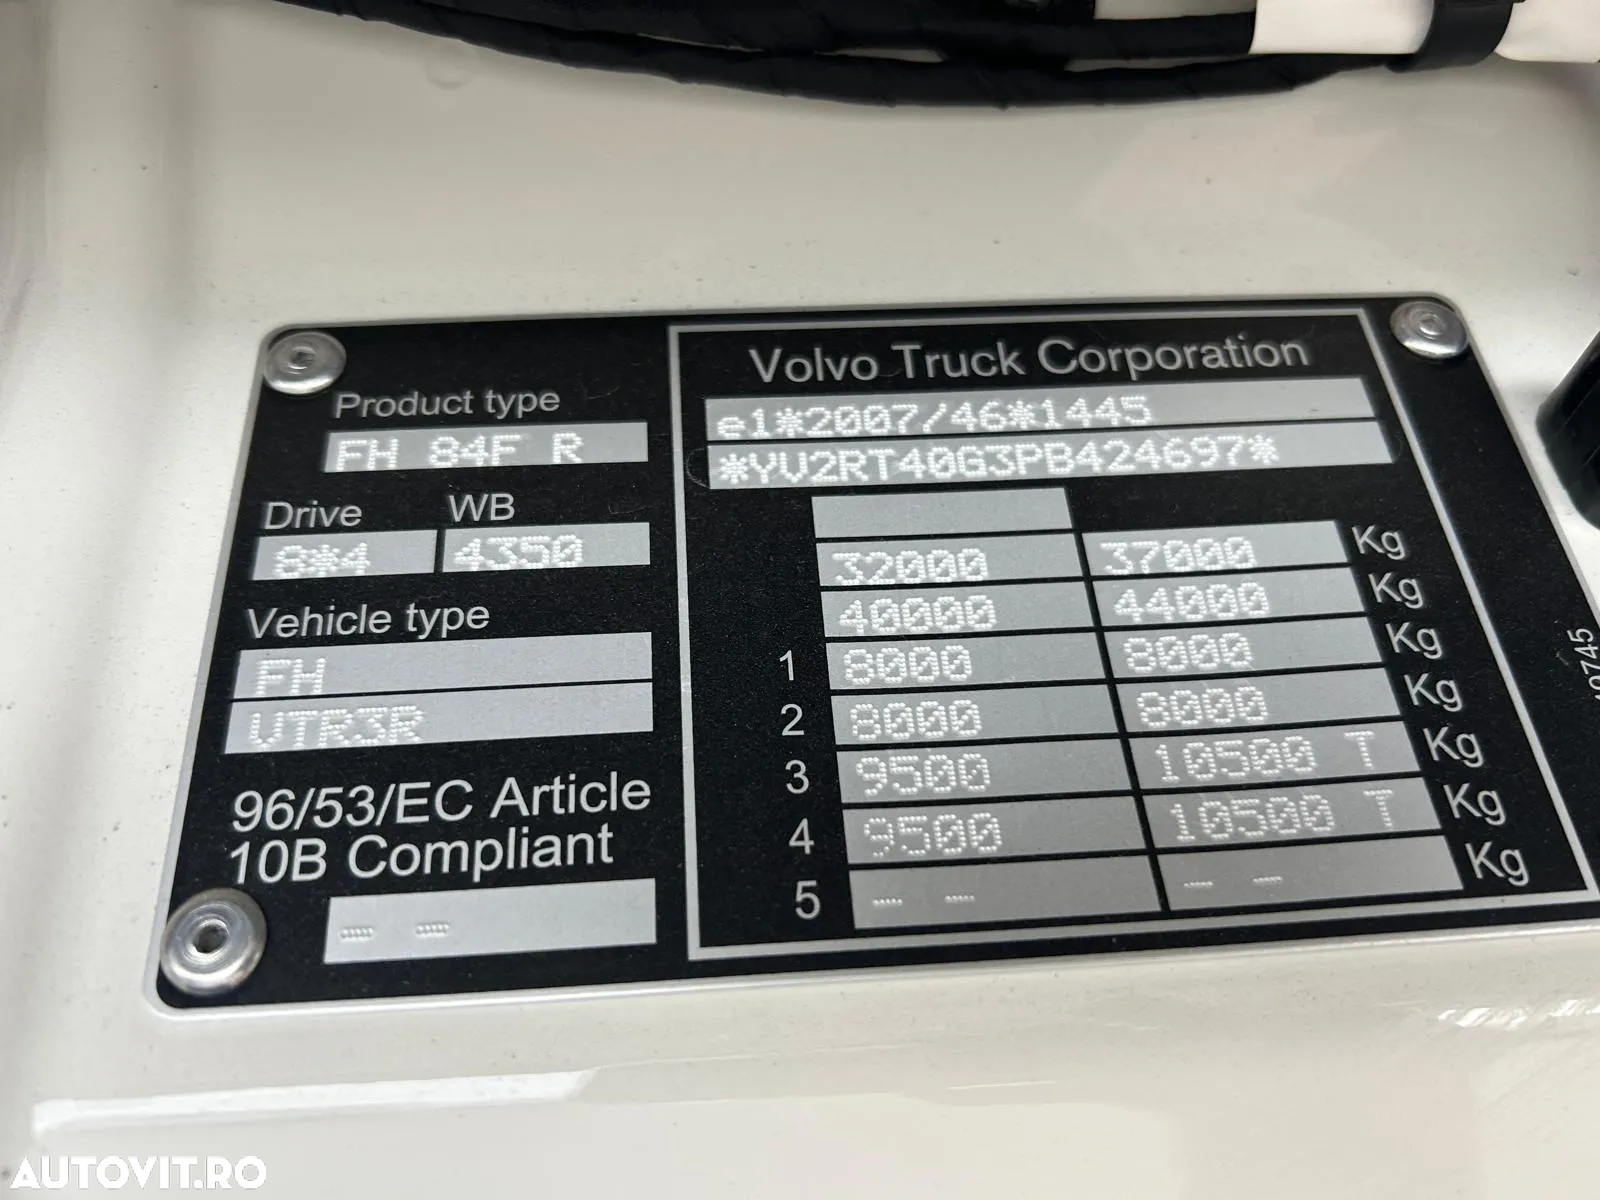 Product type
FH 84F R
Drive WB
8*4 4350
Vehicle type
FH
VTR3R
96/53/EC Article
10B Compliant
-- --
Volvo Truck Corporation
e1*2007/46*1445
*YV2RT40G3PB424697*
32000 37000 Kg
40000 44000 Kg
1 8000 8000 Kg
2 8000 8000 Kg
3 9500 10500 T Kg
4 9500 10500 T Kg
5 -- -- -- -- Kg
AUTOVIT.RO